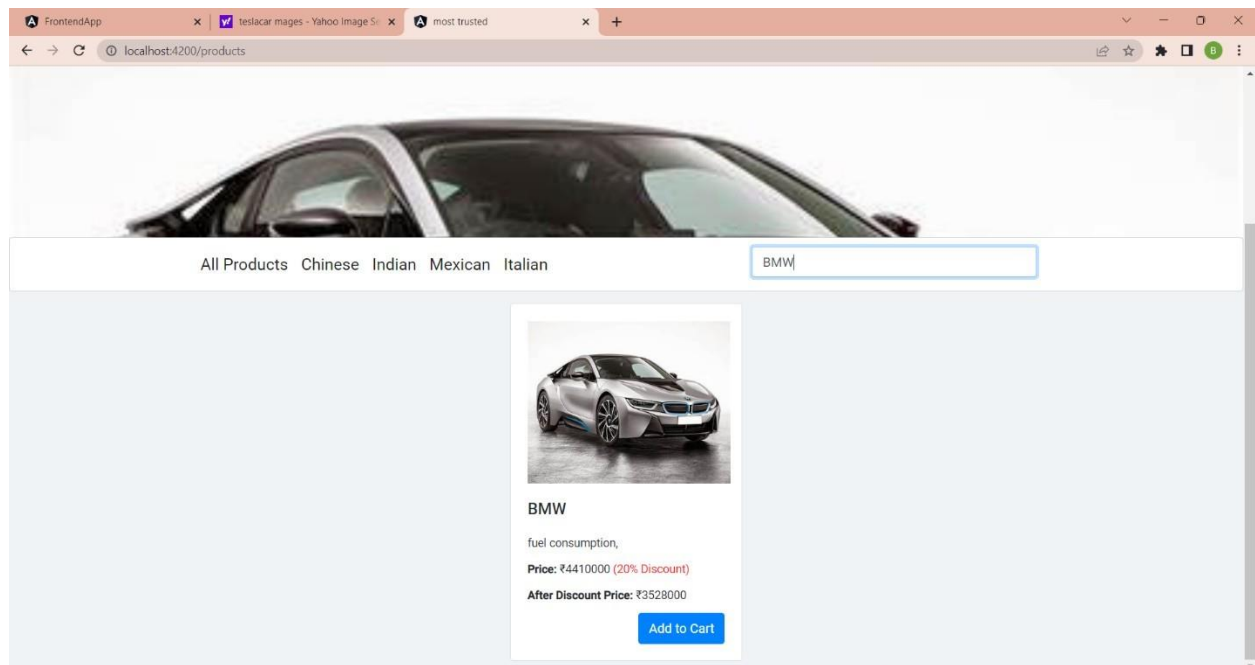 FrontendApp
teslacar mages - Yahoo Image Se
most trusted
localhost:4200/products
B
All Products Chinese Indian Mexican Italian
BMW
BMW
fuel consumption,
Price: ₹4410000 (20% Discount)
After Discount Price: ₹3528000
Add to Cart